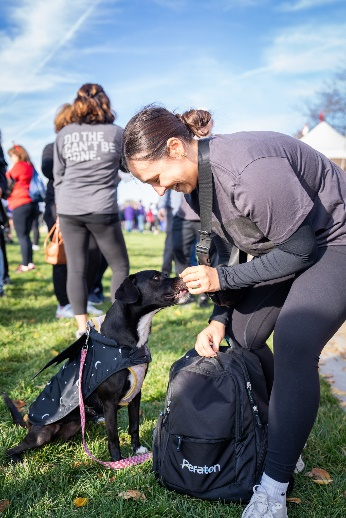 DO THE
CAN'T BE
DONE.
Peraton